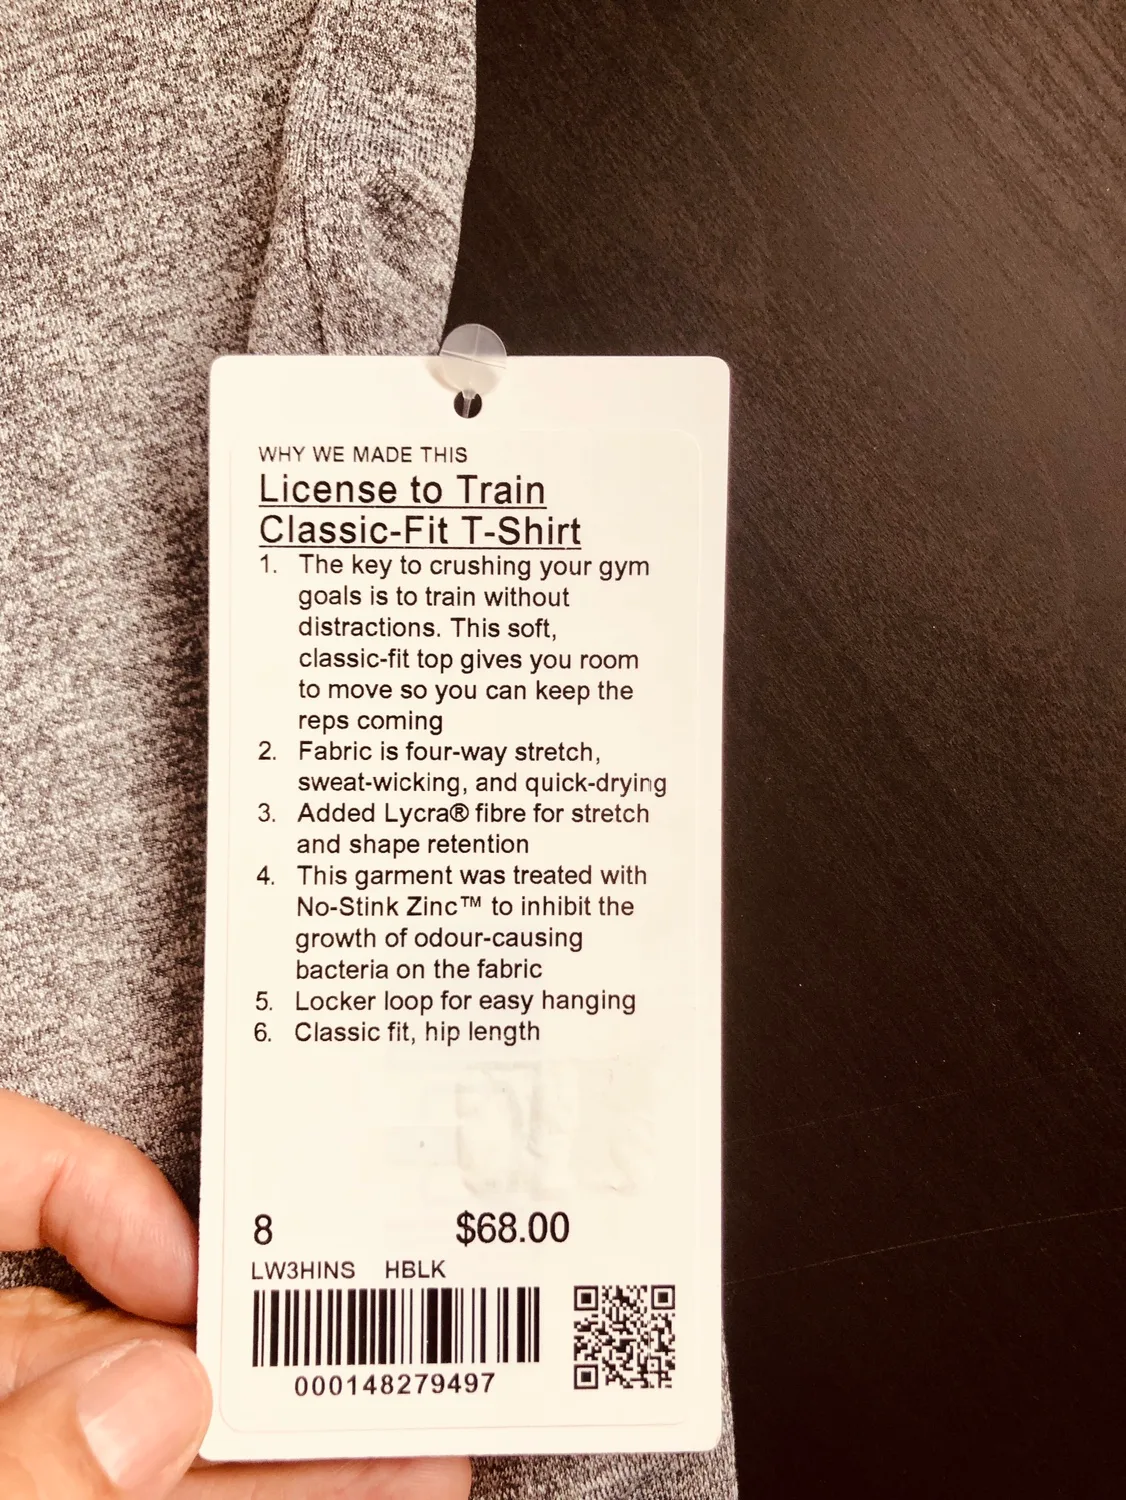 WHY WE MADE THIS
License to Train
Classic-Fit T-Shirt
1. The key to crushing your gym
goals is to train without
distractions. This soft,
classic-fit top gives you room
to move so you can keep the
reps coming
2. Fabric is four-way stretch,
sweat-wicking, and quick-drying
3. Added Lycra® fibre for stretch
and shape retention
4. This garment was treated with
No-Stink Zinc™ to inhibit the
growth of odour-causing
bacteria on the fabric
5. Locker loop for easy hanging
6. Classic fit, hip length
8 $68.00
LW3HINS HBLK
000148279497